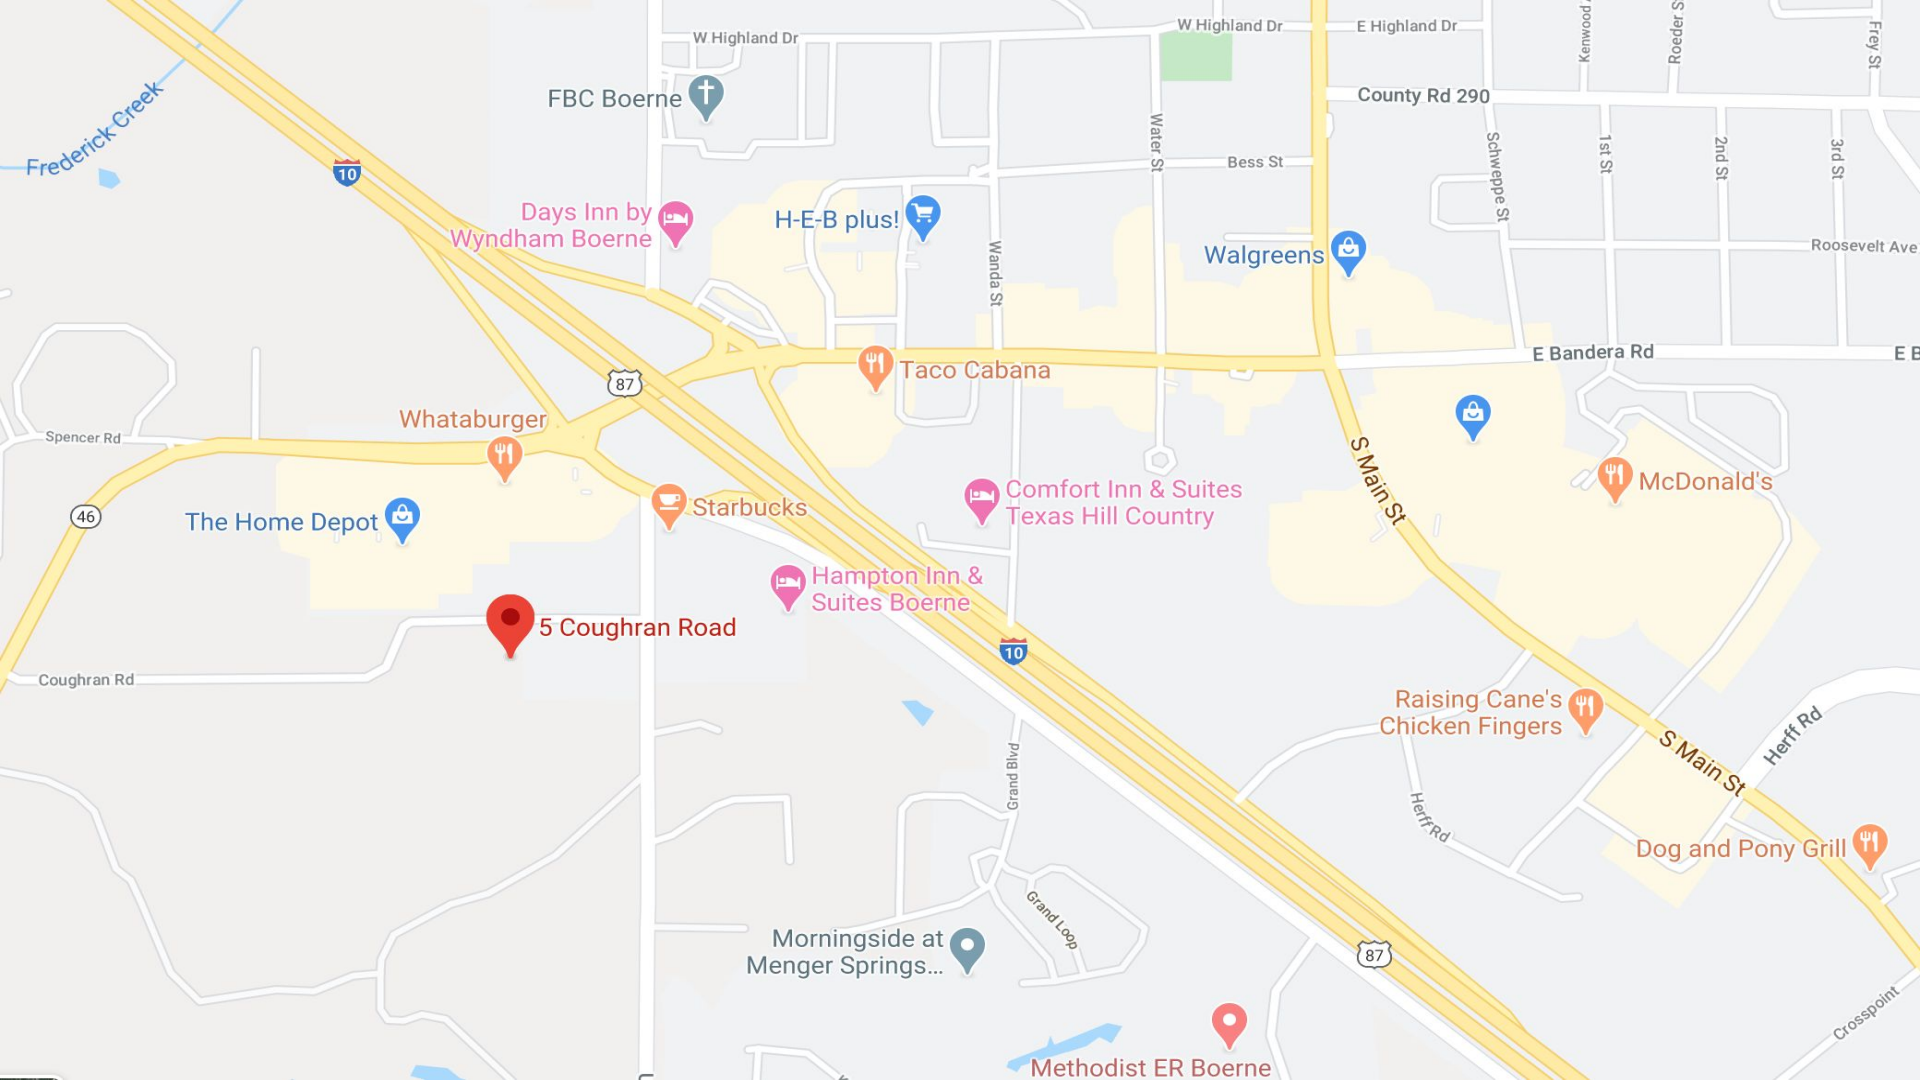 W Highland Dr
W Highland Dr
E Highland Dr
Kenwood
Roeder S
Frey St
FBC Boerne
County Rd 290
Frederick Creek
10
Water St
Bess St
Schweppe St
1st St
2nd St
3rd St
Days Inn by
Wyndham Boerne
H-E-B plus!
Wanda St
Walgreens
Roosevelt Ave
87
Taco Cabana
E Bandera Rd
E B
Whataburger
Spencer Rd
S Main St
McDonald's
46
The Home Depot
Starbucks
Comfort Inn & Suites
Texas Hill Country
Hampton Inn &
Suites Boerne
5 Coughran Road
10
Coughran Rd
Raising Cane's
Chicken Fingers
Herff Rd
S Main St
Grand Blvd
Herff Rd
Dog and Pony Grill
Grand Loop
Morningside at
Menger Springs...
87
Crosspoint
Methodist ER Boerne